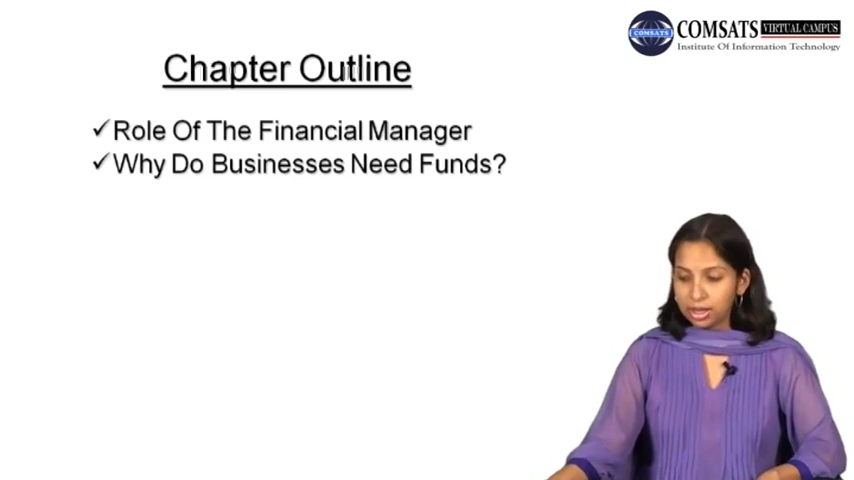 COMSATS VIRTUAL CAMPUS
COMSATS
Institute Of Information Technology
Chapter Outline
✓Role Of The Financial Manager
✓Why Do Businesses Need Funds?